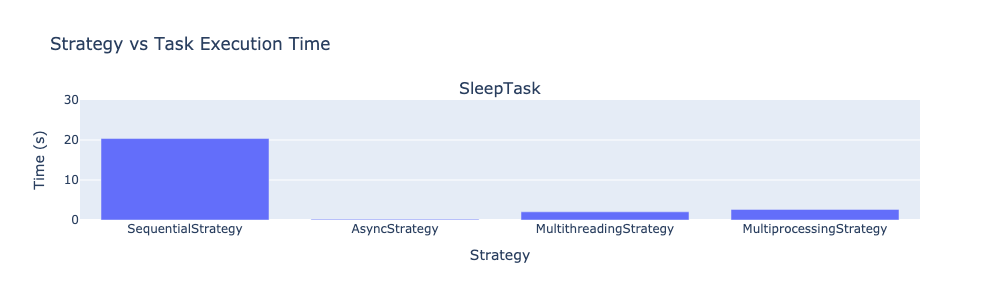 Strategy vs Task Execution Time
SleepTask
Time (s)
30
20
10
0
SequentialStrategy
AsyncStrategy
MultithreadingStrategy
MultiprocessingStrategy
Strategy